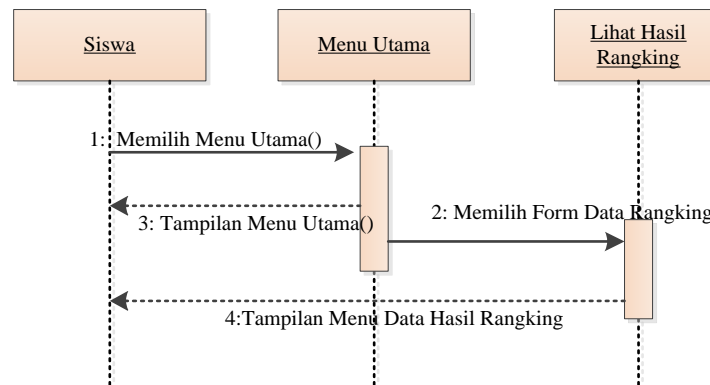 Siswa
Menu Utama
Lihat Hasil
Rangking
1: Memilih Menu Utama()
3: Tampilan Menu Utama()
2: Memilih Form Data Rangking
4:Tampilan Menu Data Hasil Rangking